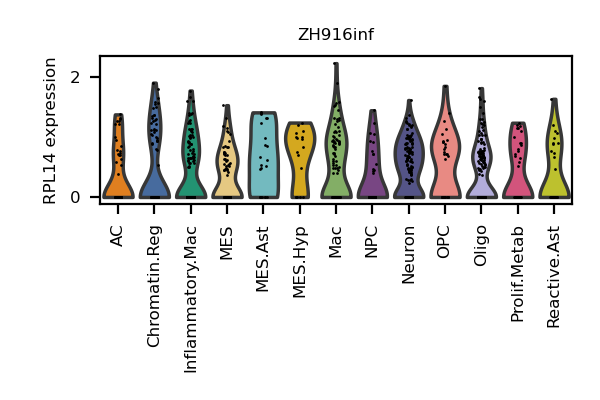 ZH916inf
RPL14 expression
2
0
AC
Chromatin.Reg
Inflammatory.Mac
MES
MES.Ast
MES.Hyp
Mac
NPC
Neuron
OPC
Oligo
Prolif.Metab
Reactive.Ast